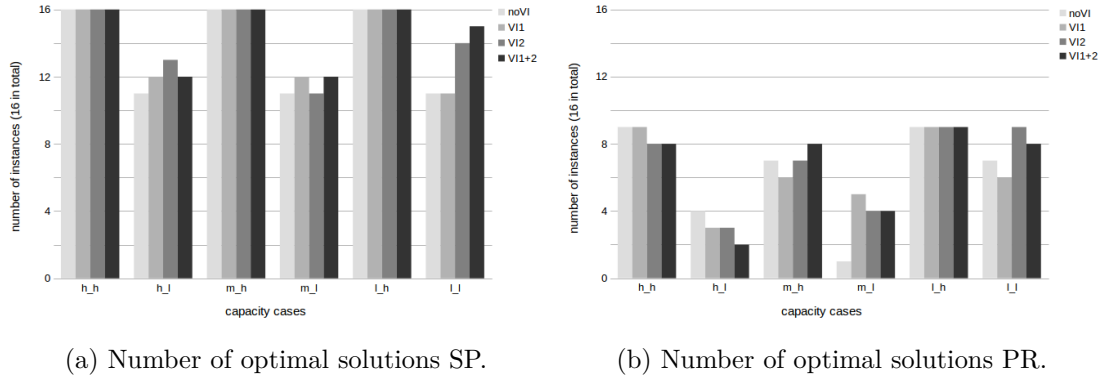 number of instances (16 in total)
16
12
8
4
0
h_h
h_l
m_h
m_l
l_h
l_l
capacity cases
noVI
VI1
VI2
VI1+2
(a) Number of optimal solutions SP.
number of instances (16 in total)
16
12
8
4
0
h_h
h_l
m_h
m_l
l_h
l_l
capacity cases
noVI
VI1
VI2
VI1+2
(b) Number of optimal solutions PR.